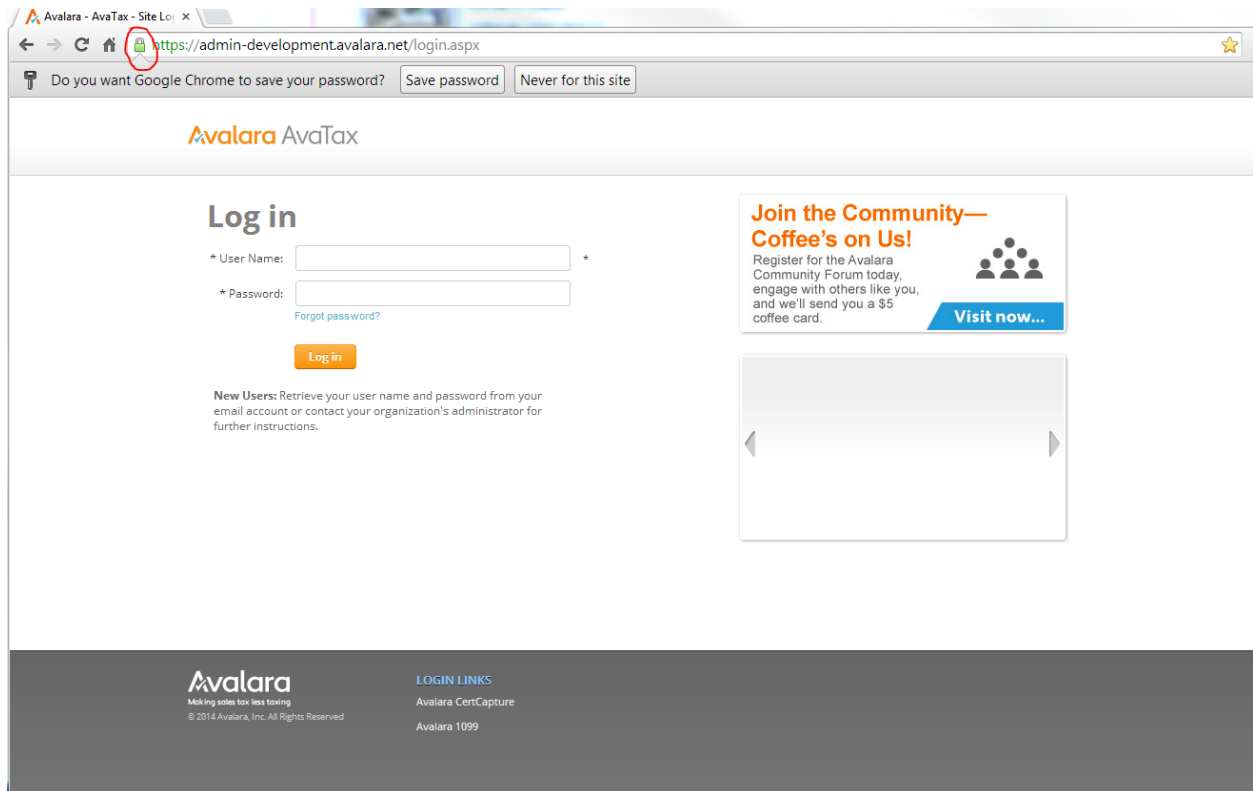 Avalara - AvaTax - Site Log
https://admin-development.avalara.net/login.aspx
Do you want Google Chrome to save your password? Save password Never for this site
Avalara AvaTax
Log in
* User Name: *
* Password:
Forgot password?
Log in
New Users: Retrieve your user name and password from your
email account or contact your organization's administrator for
further instructions.
Join the Community—
Coffee's on Us!
Register for the Avalara
Community Forum today,
engage with others like you,
and we'll send you a $5
coffee card.
Visit now...
Avalara
Making sales tax less taxing
© 2014 Avalara, Inc. All Rights Reserved
LOGIN LINKS
Avalara CertCapture
Avalara 1099